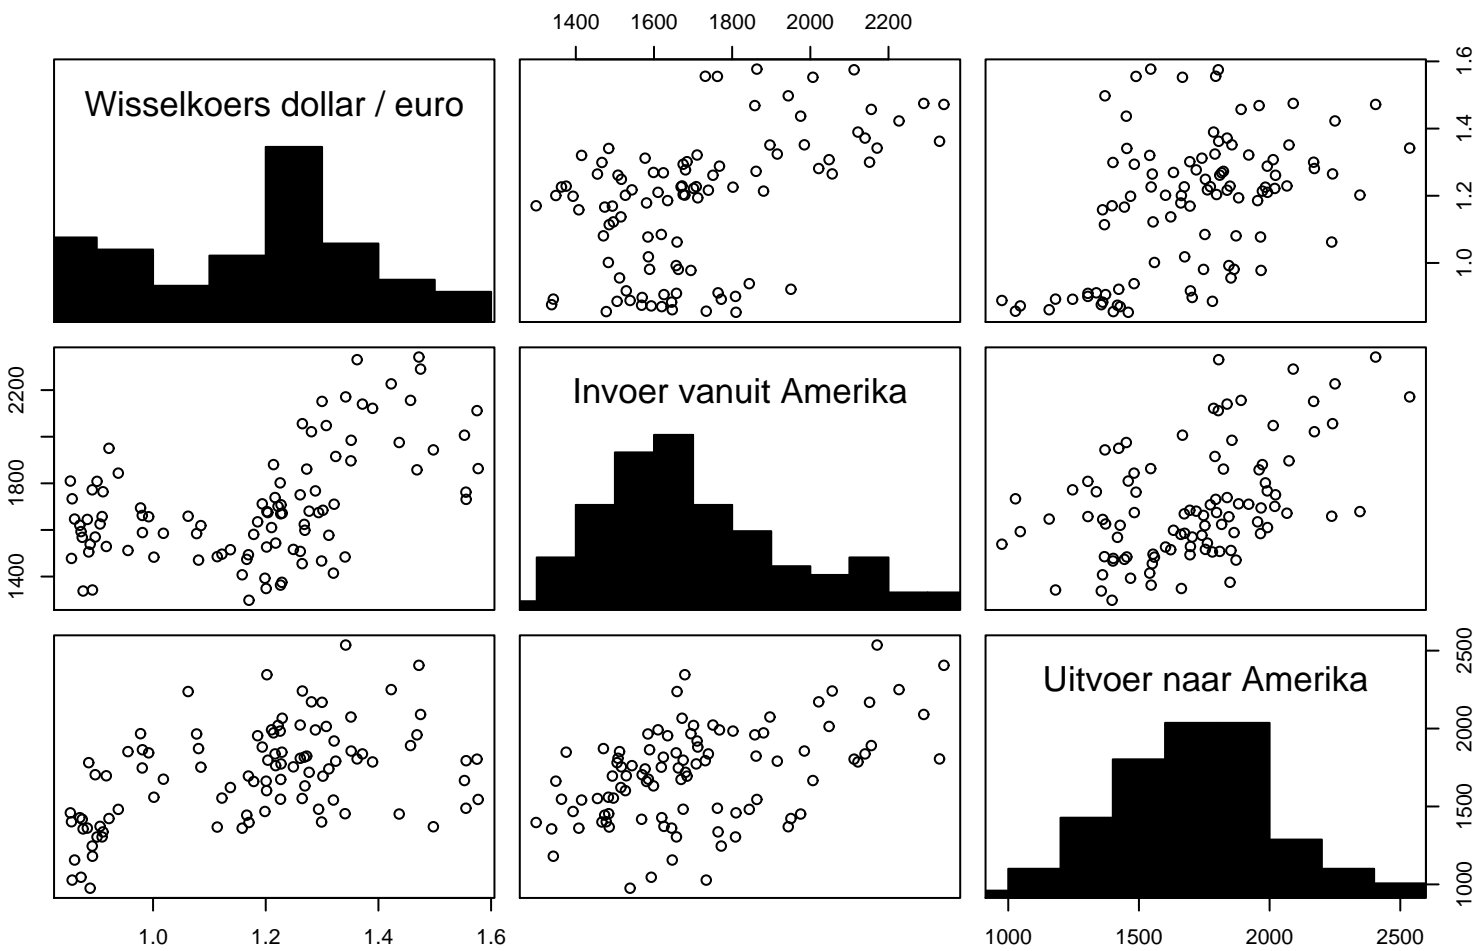 1400 1600 1800 2000 2200
Wisselkoers dollar / euro
1.0 1.2 1.4 1.6
1400 1800 2200
Invoer vanuit Amerika
Uitvoer naar Amerika
1000 1500 2000 2500
1.0 1.2 1.4 1.6
1000 1500 2000 2500